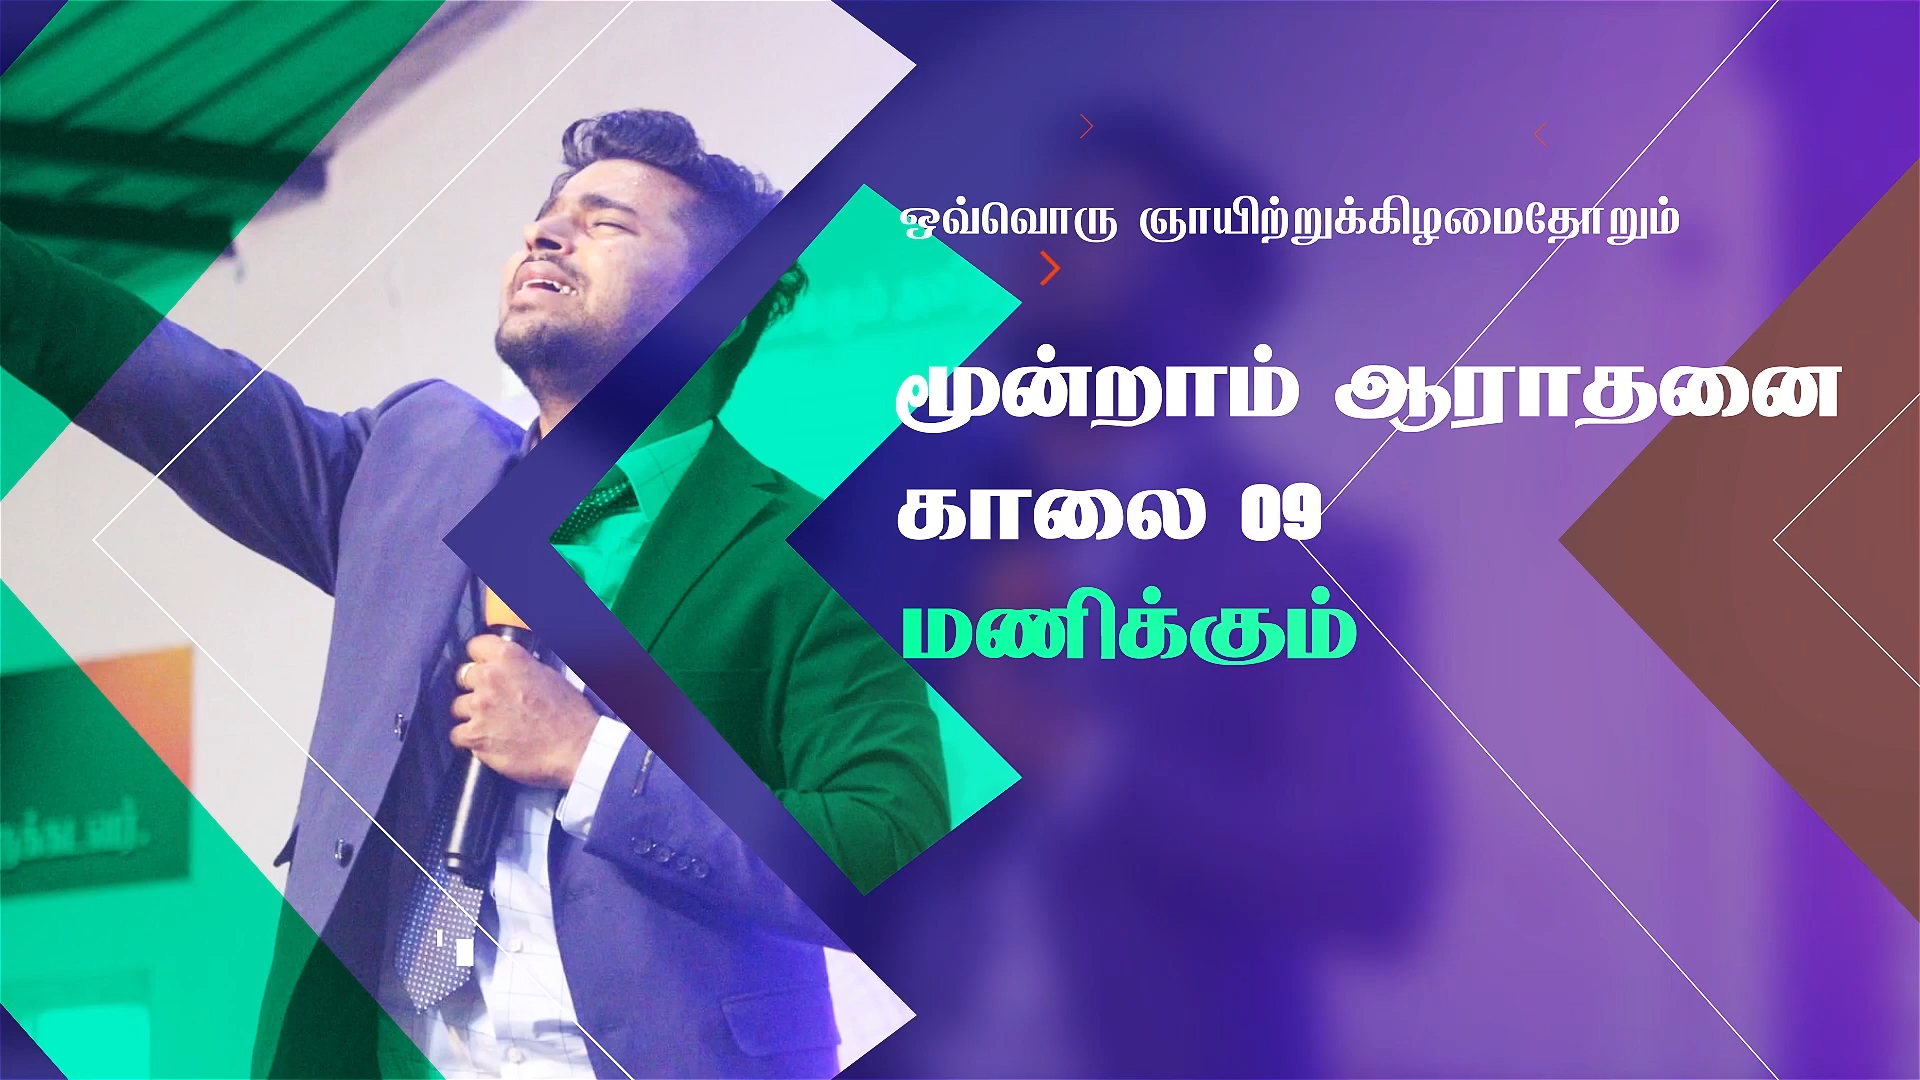 ஒவ்வொரு ஞாயிற்றுக்கிழமைதோறும்
மூன்றாம் ஆராதனை
காலை 09
மணிக்கும்